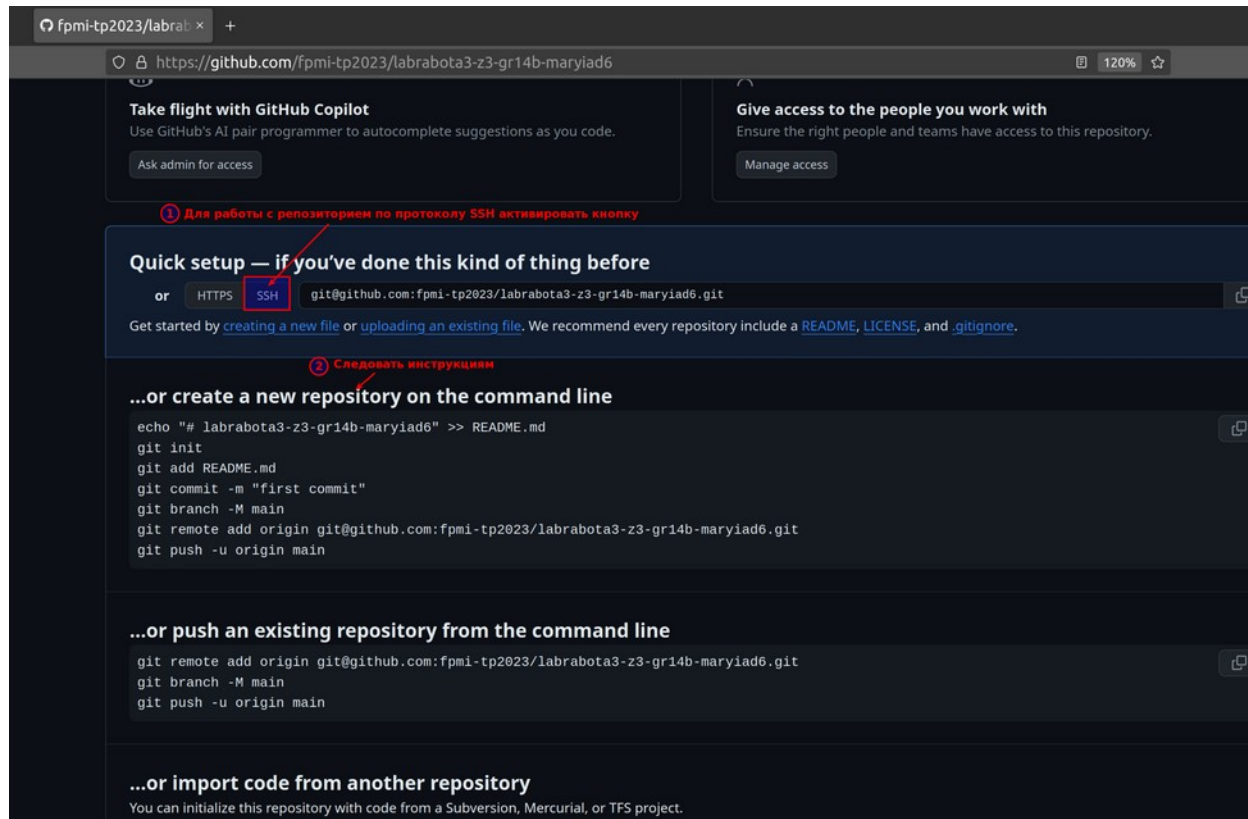 fpmi-tp2023/labrab
https://github.com/fpmi-tp2023/labrabota3-z3-gr14b-maryiad6
120%
Take flight with GitHub Copilot
Use GitHub's AI pair programmer to autocomplete suggestions as you code.
Ask admin for access
Give access to the people you work with
Ensure the right people and teams have access to this repository.
Manage access
1 Для работы с репозиторием по протоколу SSH активировать кнопку
Quick setup — if you've done this kind of thing before
or HTTPS SSH git@github.com:fpmi-tp2023/labrabota3-z3-gr14b-maryiad6.git
Get started by creating a new file or uploading an existing file. We recommend every repository include a README, LICENSE, and .gitignore.
2 Следовать инструкциям
…or create a new repository on the command line
echo "# labrabota3-z3-gr14b-maryiad6" >> README.md
git init
git add README.md
git commit -m "first commit"
git branch -M main
git remote add origin git@github.com:fpmi-tp2023/labrabota3-z3-gr14b-maryiad6.git
git push -u origin main
…or push an existing repository from the command line
git remote add origin git@github.com:fpmi-tp2023/labrabota3-z3-gr14b-maryiad6.git
git branch -M main
git push -u origin main
…or import code from another repository
You can initialize this repository with code from a Subversion, Mercurial, or TFS project.